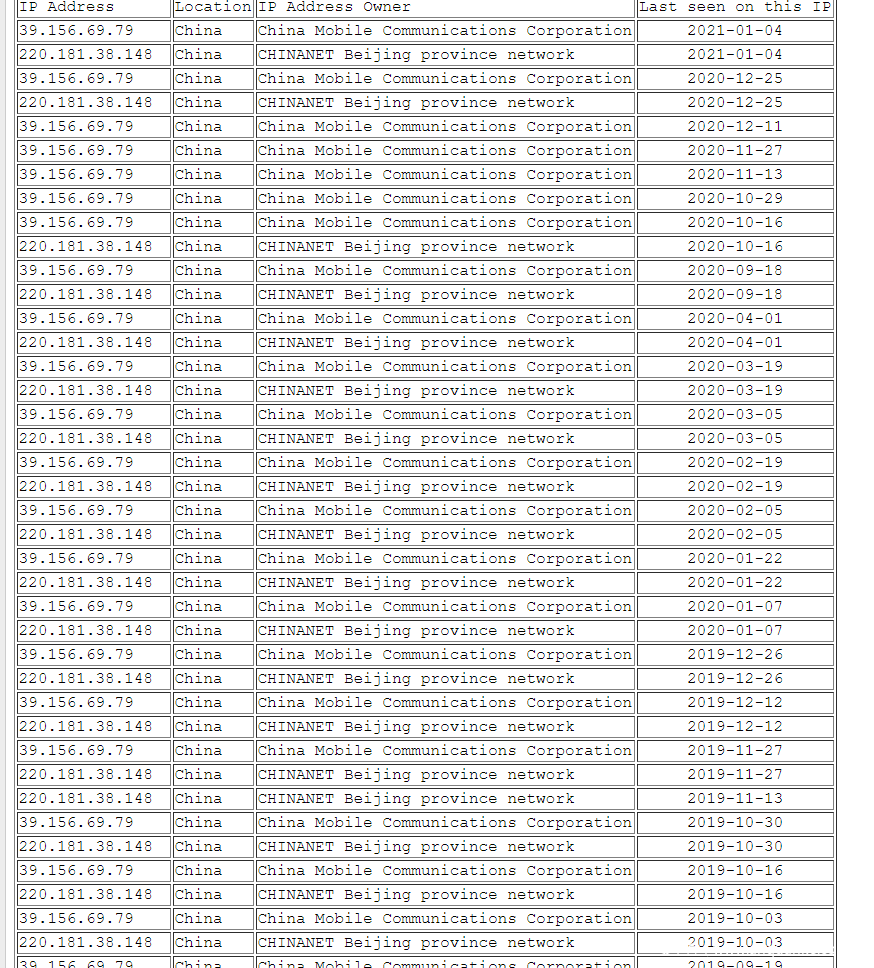 IP Address Location IP Address Owner Last seen on this IP
39.156.69.79 China China Mobile Communications Corporation 2021-01-04
220.181.38.148 China CHINANET Beijing province network 2021-01-04
39.156.69.79 China China Mobile Communications Corporation 2020-12-25
220.181.38.148 China CHINANET Beijing province network 2020-12-25
39.156.69.79 China China Mobile Communications Corporation 2020-12-11
39.156.69.79 China China Mobile Communications Corporation 2020-11-27
39.156.69.79 China China Mobile Communications Corporation 2020-11-13
39.156.69.79 China China Mobile Communications Corporation 2020-10-29
39.156.69.79 China China Mobile Communications Corporation 2020-10-16
220.181.38.148 China CHINANET Beijing province network 2020-10-16
39.156.69.79 China China Mobile Communications Corporation 2020-09-18
220.181.38.148 China CHINANET Beijing province network 2020-09-18
39.156.69.79 China China Mobile Communications Corporation 2020-04-01
220.181.38.148 China CHINANET Beijing province network 2020-04-01
39.156.69.79 China China Mobile Communications Corporation 2020-03-19
220.181.38.148 China CHINANET Beijing province network 2020-03-19
39.156.69.79 China China Mobile Communications Corporation 2020-03-05
220.181.38.148 China CHINANET Beijing province network 2020-03-05
39.156.69.79 China China Mobile Communications Corporation 2020-02-19
220.181.38.148 China CHINANET Beijing province network 2020-02-19
39.156.69.79 China China Mobile Communications Corporation 2020-02-05
220.181.38.148 China CHINANET Beijing province network 2020-02-05
39.156.69.79 China China Mobile Communications Corporation 2020-01-22
220.181.38.148 China CHINANET Beijing province network 2020-01-22
39.156.69.79 China China Mobile Communications Corporation 2020-01-07
220.181.38.148 China CHINANET Beijing province network 2020-01-07
39.156.69.79 China China Mobile Communications Corporation 2019-12-26
220.181.38.148 China CHINANET Beijing province network 2019-12-26
39.156.69.79 China China Mobile Communications Corporation 2019-12-12
220.181.38.148 China CHINANET Beijing province network 2019-12-12
39.156.69.79 China China Mobile Communications Corporation 2019-11-27
220.181.38.148 China CHINANET Beijing province network 2019-11-27
220.181.38.148 China CHINANET Beijing province network 2019-11-13
39.156.69.79 China China Mobile Communications Corporation 2019-10-30
220.181.38.148 China CHINANET Beijing province network 2019-10-30
39.156.69.79 China China Mobile Communications Corporation 2019-10-16
220.181.38.148 China CHINANET Beijing province network 2019-10-16
39.156.69.79 China China Mobile Communications Corporation 2019-10-03
220.181.38.148 China CHINANET Beijing province network 2019-10-03
39.156.69.79 China China Mobile Communications Corporation 2019-09-19